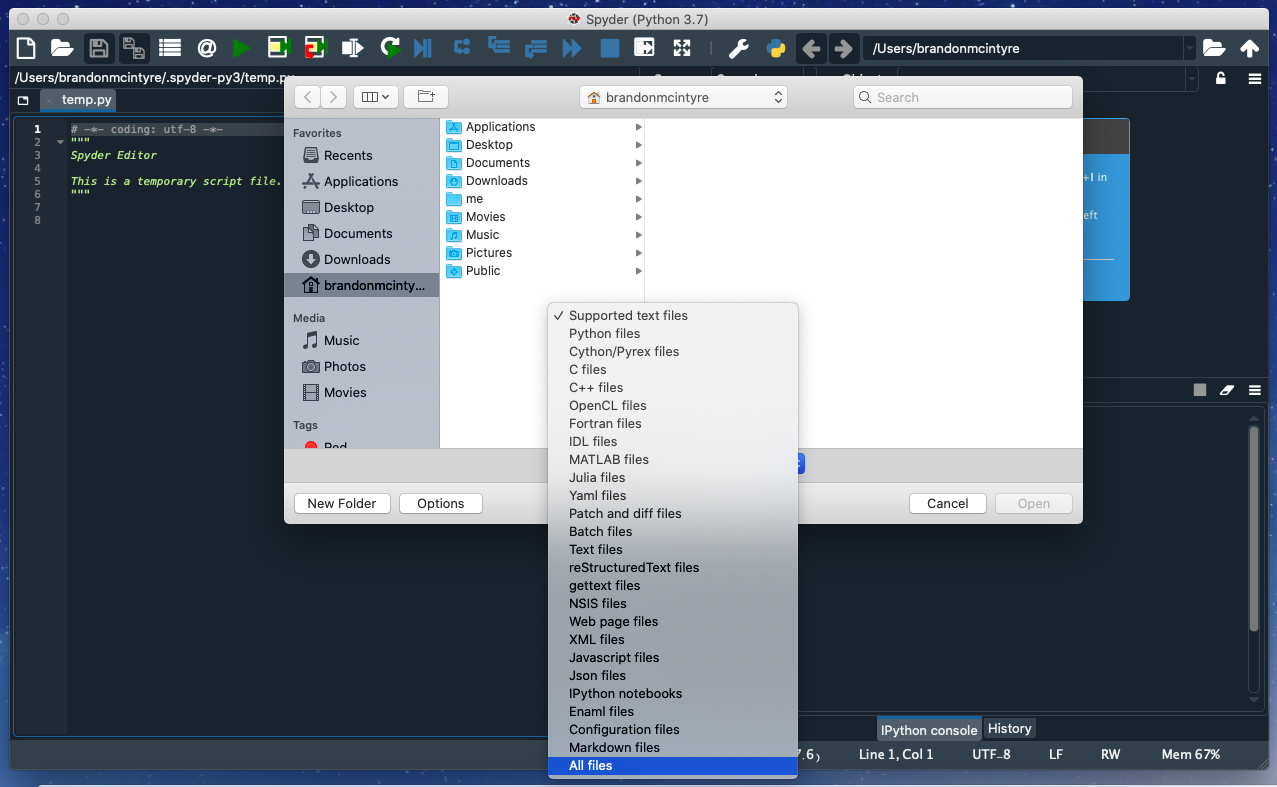 Spyder (Python 3.7)
/Users/brandonmcintyre
/Users/brandonmcintyre/.spyder-py3/temp.py
temp.py
brandonmcintyre
Search
1 # -*- coding: utf-8 -*-
2 """
3 Spyder Editor
4
5 This is a temporary script file.
6 """
7
8
Favorites
Recents
Applications
Desktop
Documents
Downloads
brandonmcinty...
Media
Music
Photos
Movies
Tags
Red
Applications
Desktop
Documents
Downloads
me
Movies
Music
Pictures
Public
+I in
eft
✓ Supported text files
Python files
Cython/Pyrex files
C files
C++ files
OpenCL files
Fortran files
IDL files
MATLAB files
Julia files
Yaml files
Patch and diff files
Batch files
Text files
reStructuredText files
gettext files
NSIS files
Web page files
XML files
Javascript files
Json files
IPython notebooks
Enaml files
Configuration files
Markdown files
All files
New Folder
Options
Cancel
Open
IPython console
History
7.6)
Line 1, Col 1
UTF-8
LF
RW
Mem 67%